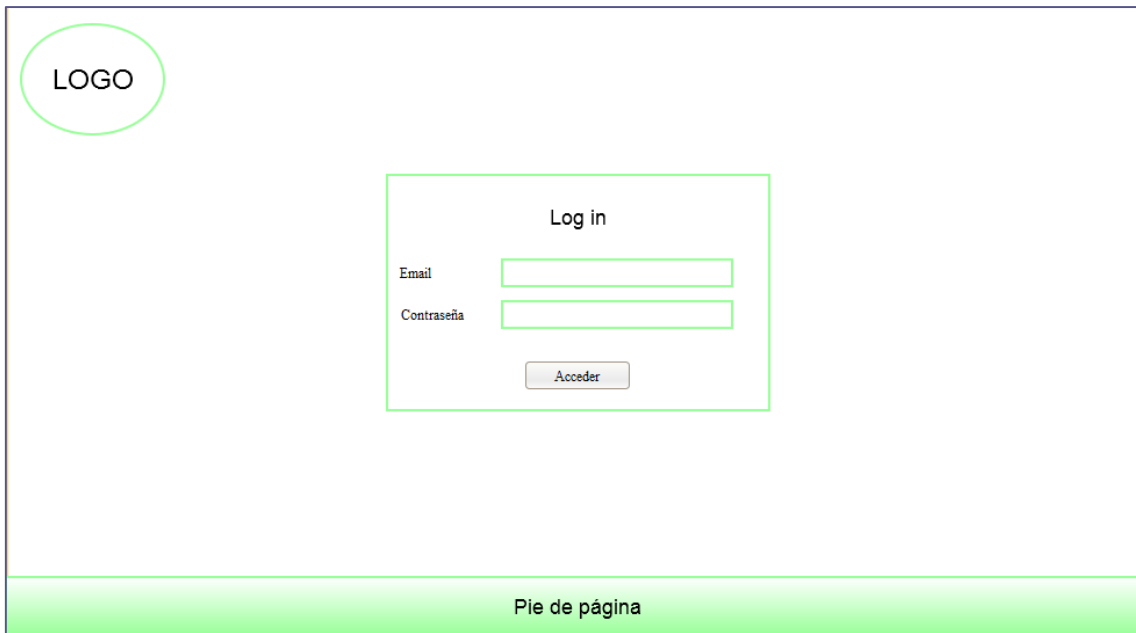 LOGO
Log in
Email
Contraseña
Acceder
Pie de página